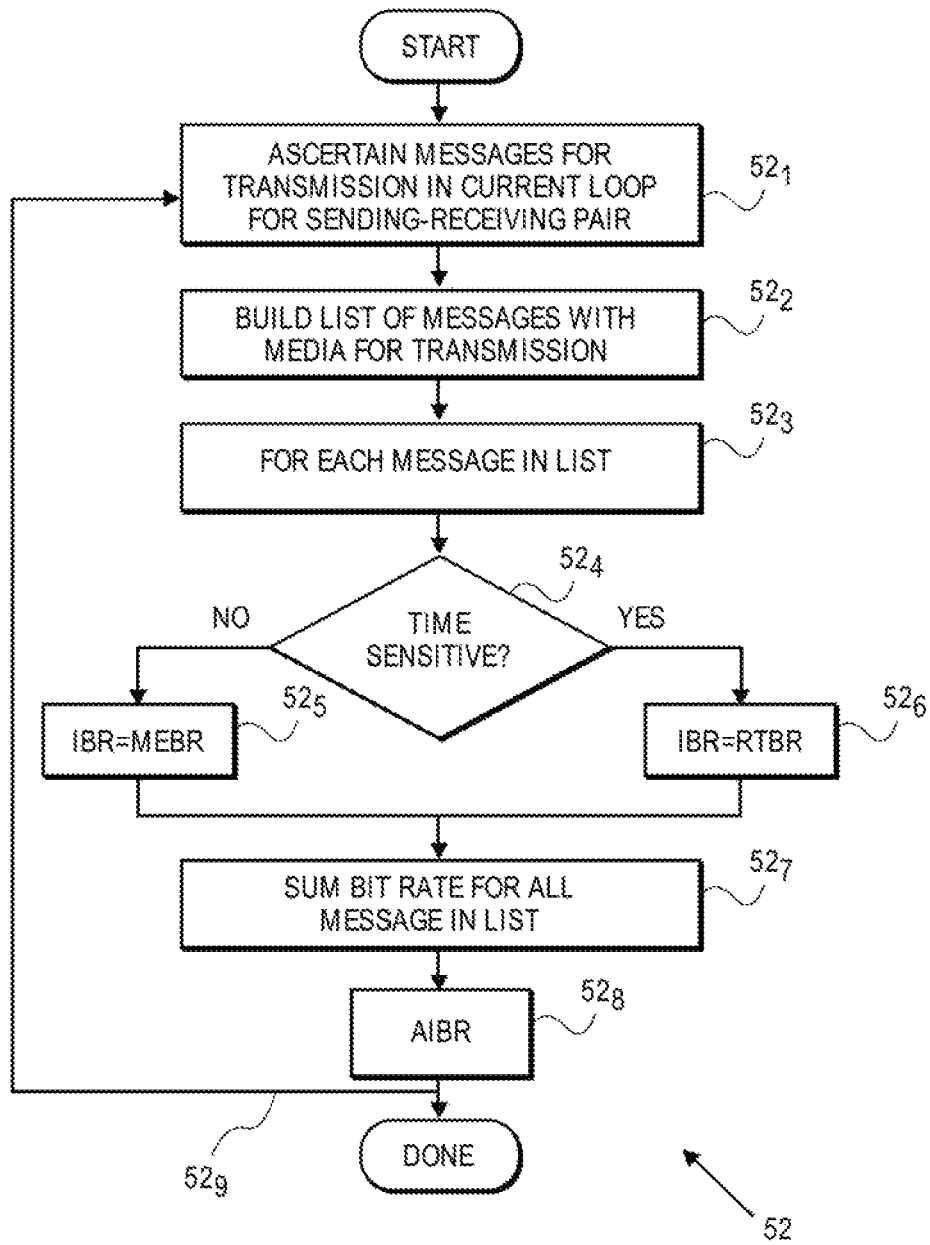 START
ASCERTAIN MESSAGES FOR
TRANSMISSION IN CURRENT LOOP
FOR SENDING-RECEIVING PAIR
52₁
BUILD LIST OF MESSAGES WITH
MEDIA FOR TRANSMISSION
52₂
FOR EACH MESSAGE IN LIST
52₃
TIME
SENSITIVE?
52₄
NO
YES
IBR=MEBR
52₅
IBR=RTBR
52₆
SUM BIT RATE FOR ALL
MESSAGE IN LIST
52₇
AIBR
52₈
DONE
52₉
52